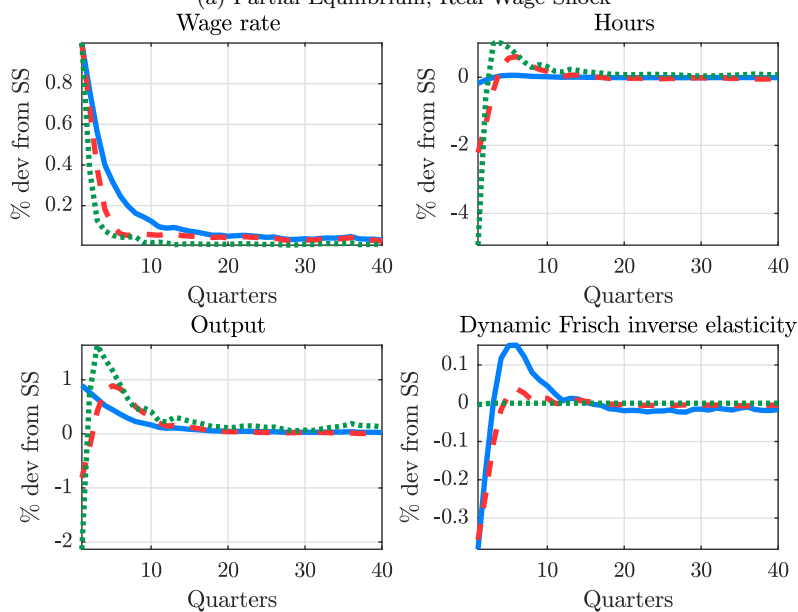 (a) Partial Equilibrium, Real Wage Shock
Wage rate
% dev from SS
0.8
0.6
0.4
0.2
10 20 30 40
Quarters
Hours
% dev from SS
0
-2
-4
10 20 30 40
Quarters
Output
% dev from SS
1
0
-1
-2
10 20 30 40
Quarters
Dynamic Frisch inverse elasticity
% dev from SS
0.1
0
-0.1
-0.2
-0.3
10 20 30 40
Quarters